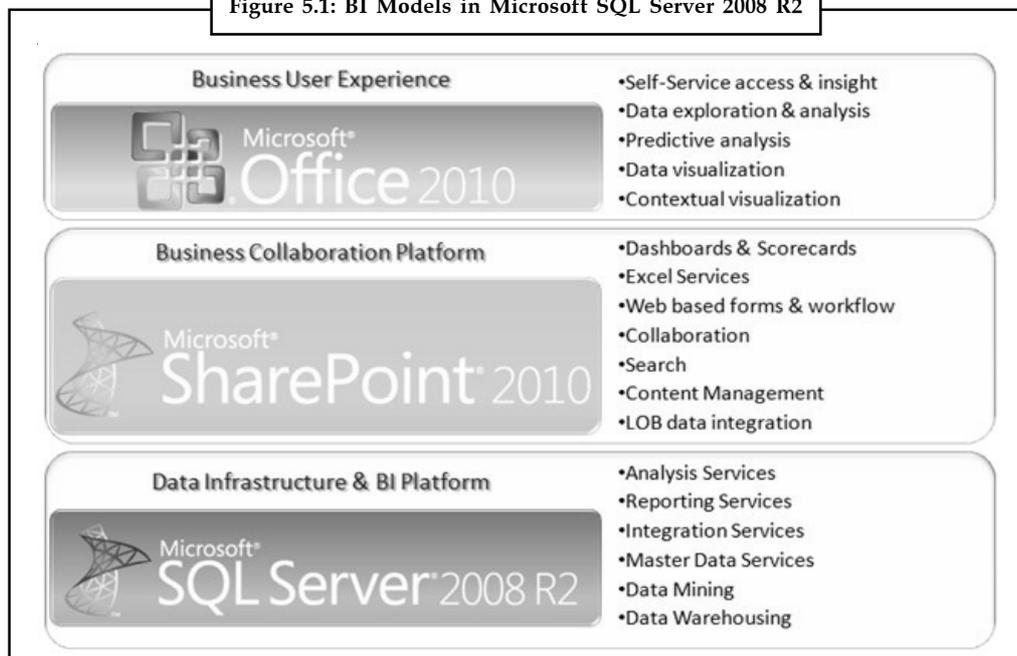 Figure 5.1: BI Models in Microsoft SQL Server 2008 R2
Business User Experience
Microsoft®
Office 2010
•Self-Service access & insight
•Data exploration & analysis
•Predictive analysis
•Data visualization
•Contextual visualization
Business Collaboration Platform
Microsoft®
SharePoint® 2010
•Dashboards & Scorecards
•Excel Services
•Web based forms & workflow
•Collaboration
•Search
•Content Management
•LOB data integration
Data Infrastructure & BI Platform
Microsoft®
SQL Server® 2008 R2
•Analysis Services
•Reporting Services
•Integration Services
•Master Data Services
•Data Mining
•Data Warehousing